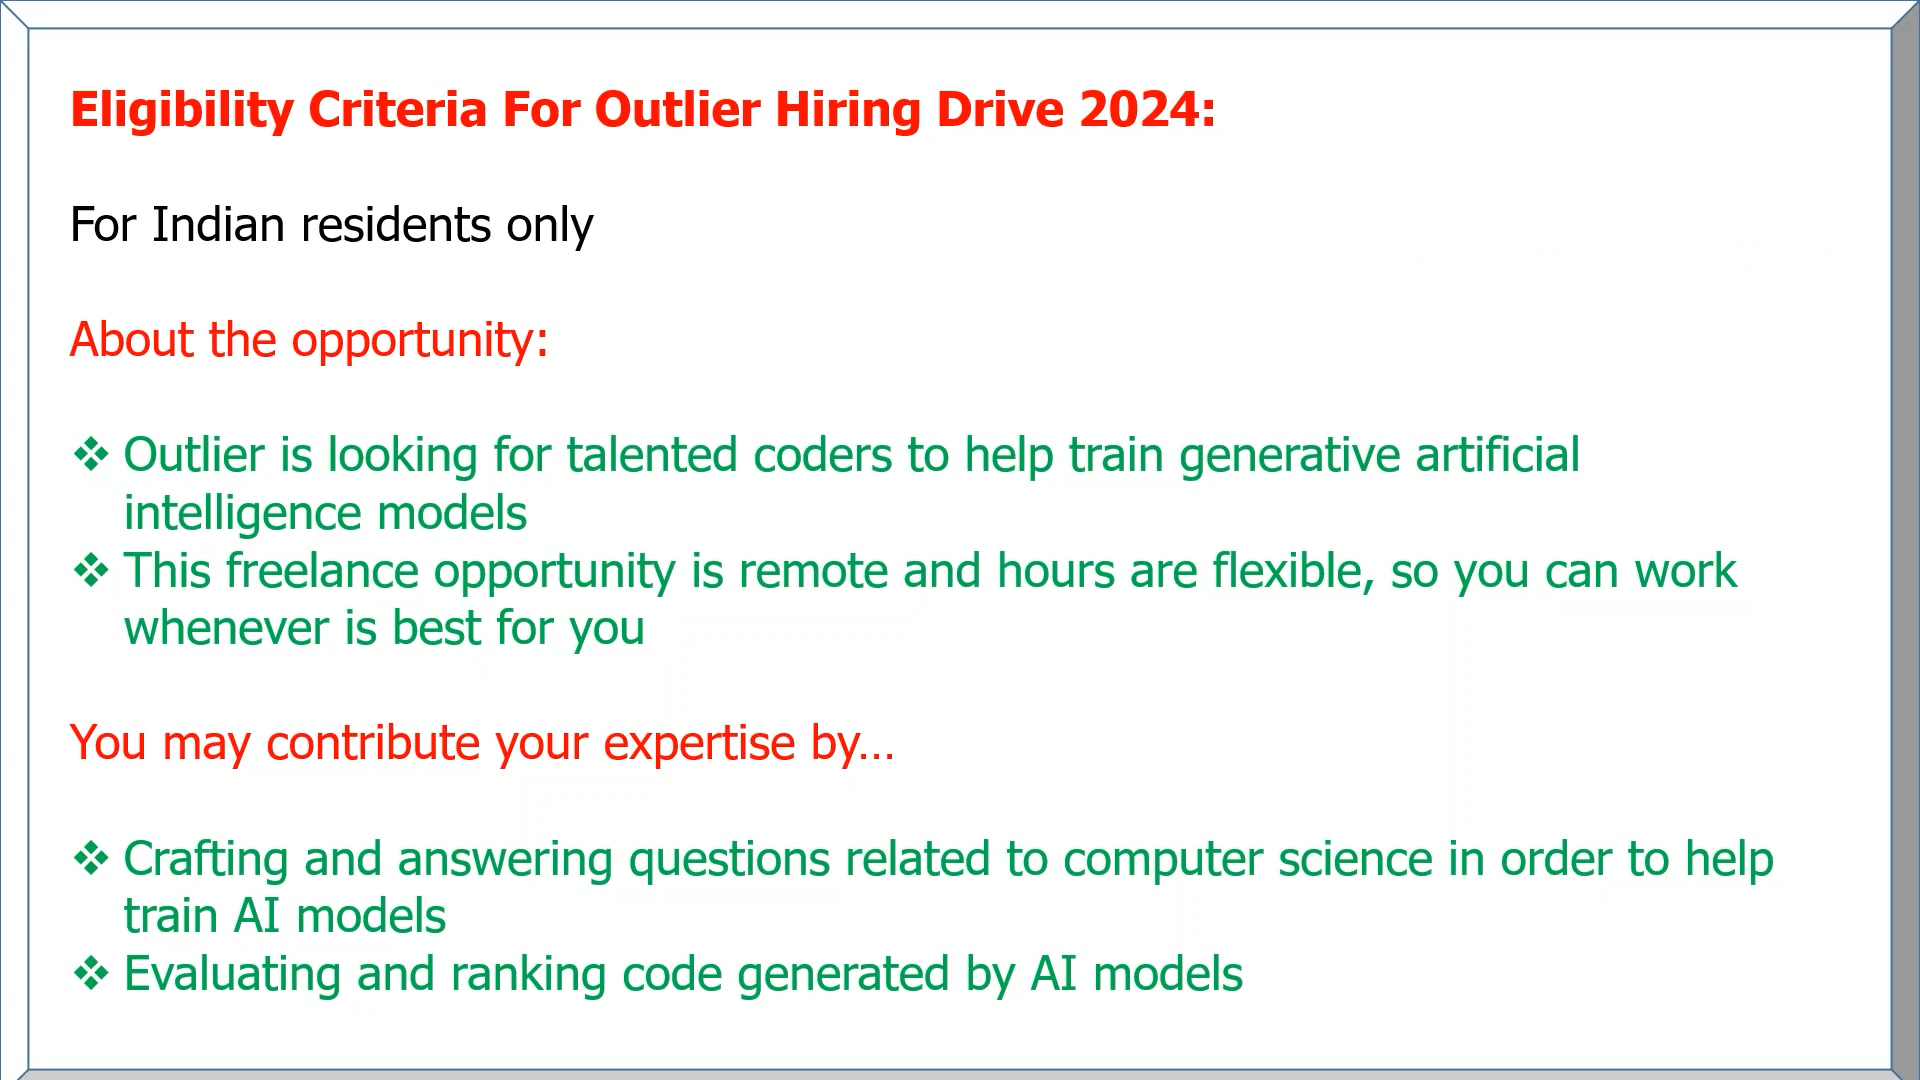 Eligibility Criteria For Outlier Hiring Drive 2024:
For Indian residents only
About the opportunity:
❖ Outlier is looking for talented coders to help train generative artificial
intelligence models
❖ This freelance opportunity is remote and hours are flexible, so you can work
whenever is best for you
You may contribute your expertise by...
❖ Crafting and answering questions related to computer science in order to help
train AI models
❖ Evaluating and ranking code generated by AI models